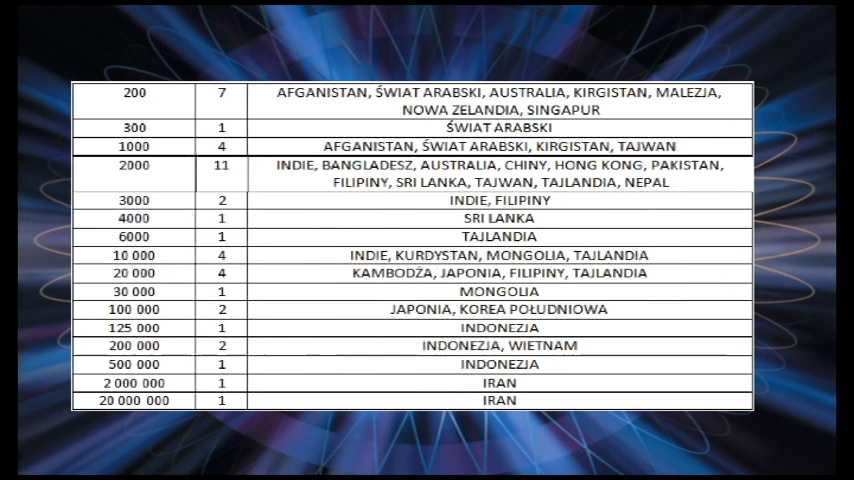 200 7 AFGANISTAN, ŚWIAT ARABSKI, AUSTRALIA, KIRGISTAN, MALEZJA,
NOWA ZELANDIA, SINGAPUR
300 1 ŚWIAT ARABSKI
1000 4 AFGANISTAN, ŚWIAT ARABSKI, KIRGISTAN, TAJWAN
2000 11 INDIE, BANGLADESZ, AUSTRALIA, CHINY, HONG KONG, PAKISTAN,
FILIPINY, SRI LANKA, TAJWAN, TAJLANDIA, NEPAL
3000 2 INDIE, FILIPINY
4000 1 SRI LANKA
6000 1 TAJLANDIA
10 000 4 INDIE, KURDYSTAN, MONGOLIA, TAJLANDIA
20 000 4 KAMBODŻA, JAPONIA, FILIPINY, TAJLANDIA
30 000 1 MONGOLIA
100 000 2 JAPONIA, KOREA POŁUDNIOWA
125 000 1 INDONEZJA
200 000 2 INDONEZJA, WIETNAM
500 000 1 INDONEZJA
2 000 000 1 IRAN
20 000 000 1 IRAN